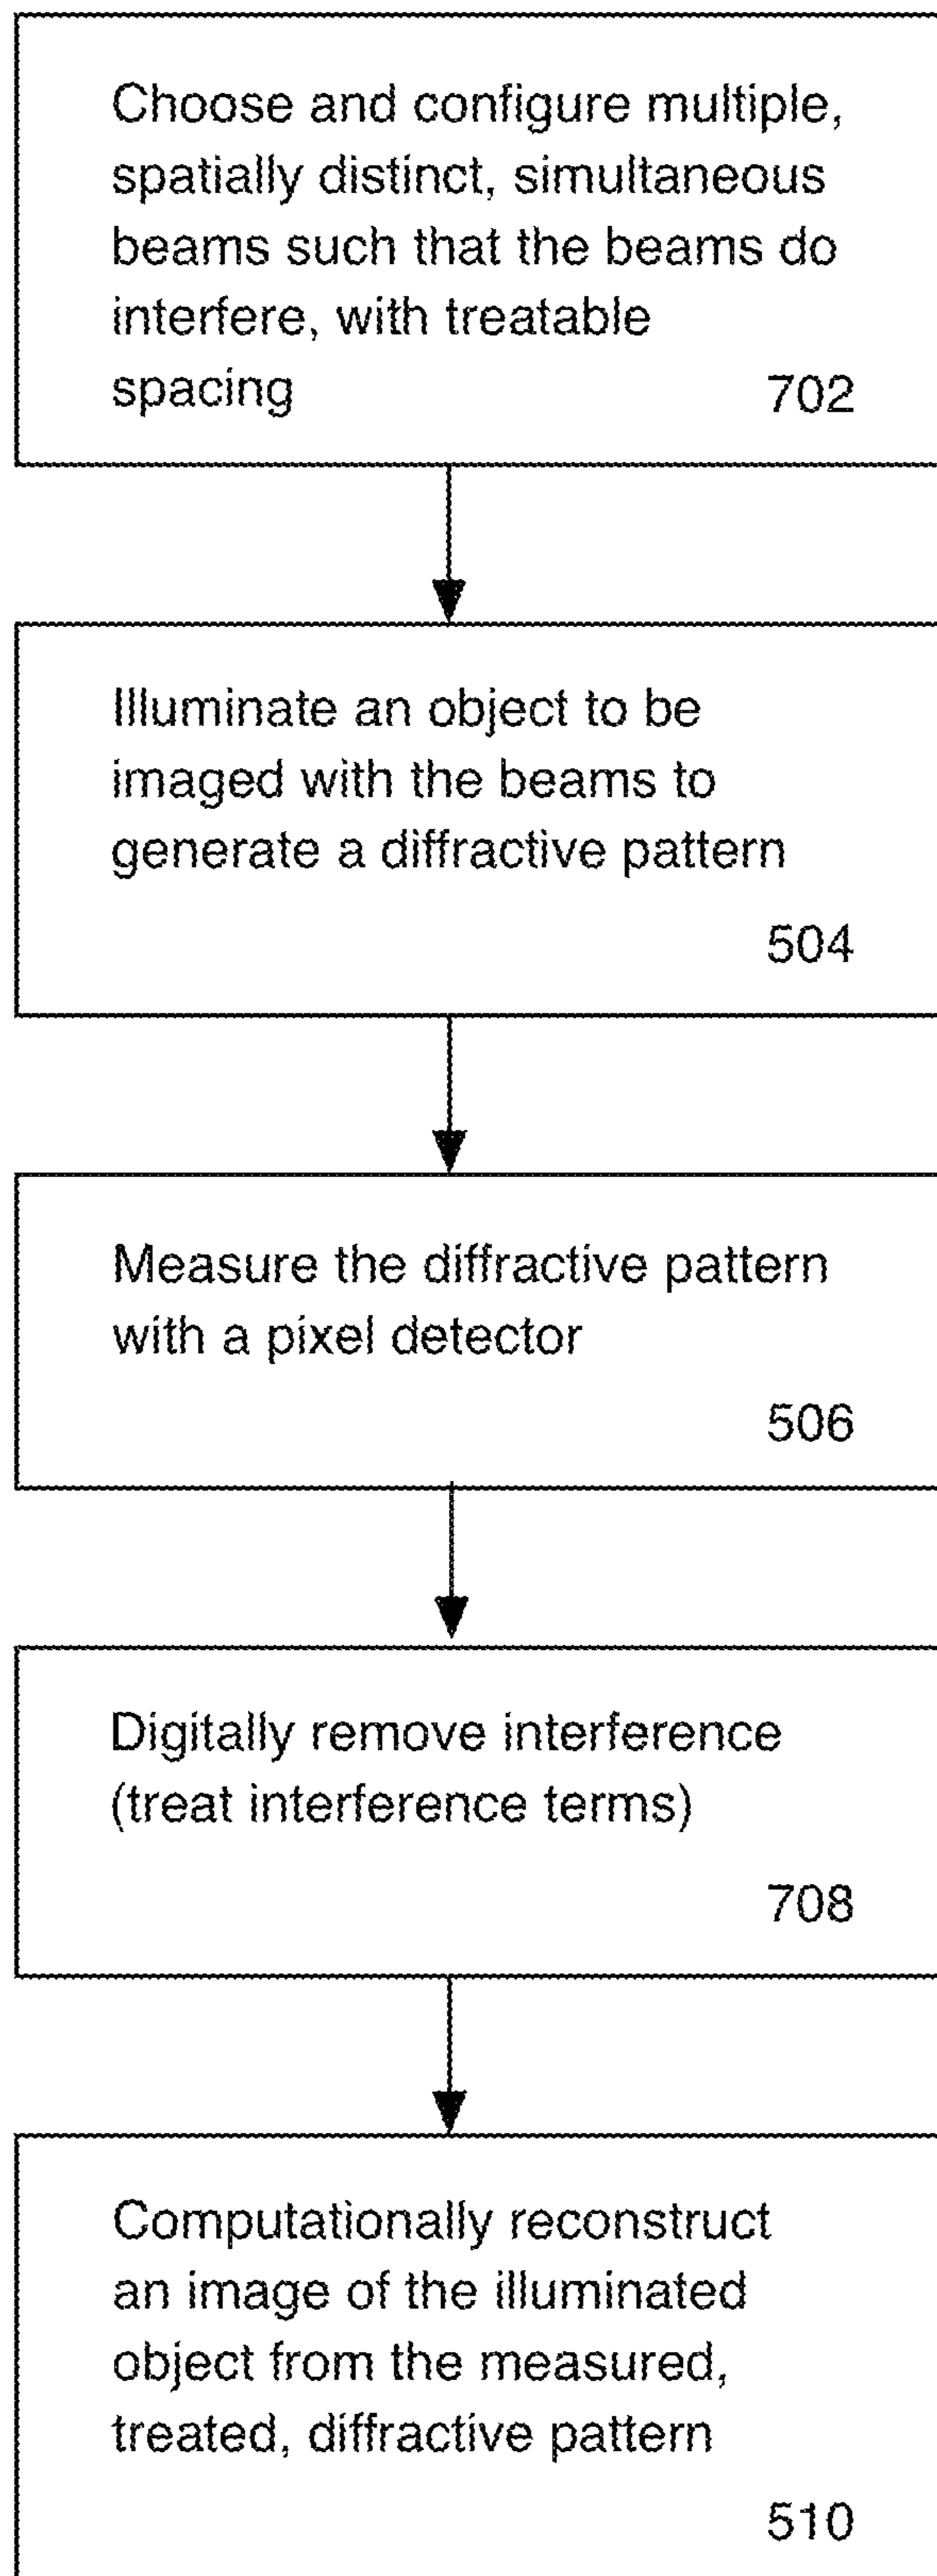 Choose and configure multiple,
spatially distinct, simultaneous
beams such that the beams do
interfere, with treatable
spacing 702
Illuminate an object to be
imaged with the beams to
generate a diffractive pattern
504
Measure the diffractive pattern
with a pixel detector
506
Digitally remove interference
(treat interference terms)
708
Computationally reconstruct
an image of the illuminated
object from the measured,
treated, diffractive pattern
510